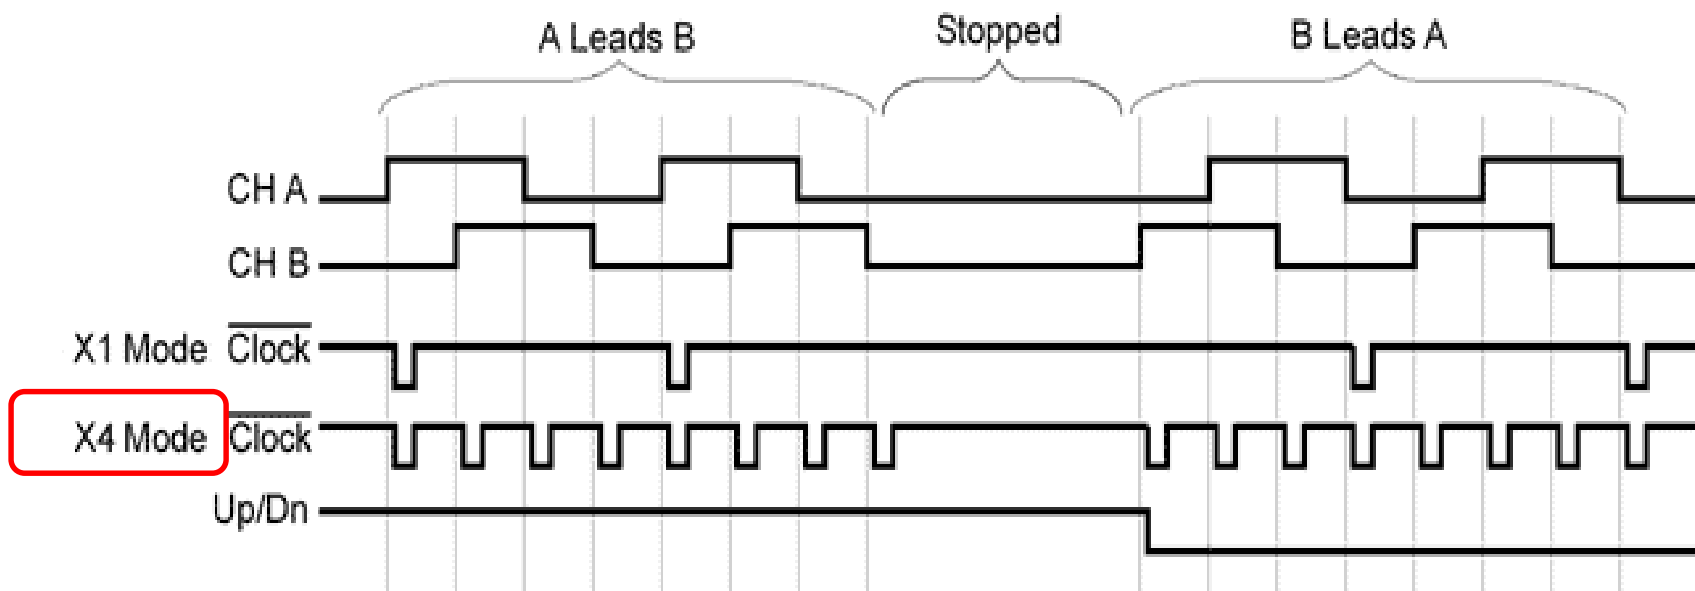 A Leads B
Stopped
B Leads A
CH A
CH B
X1 Mode Clock
X4 Mode Clock
Up/Dn